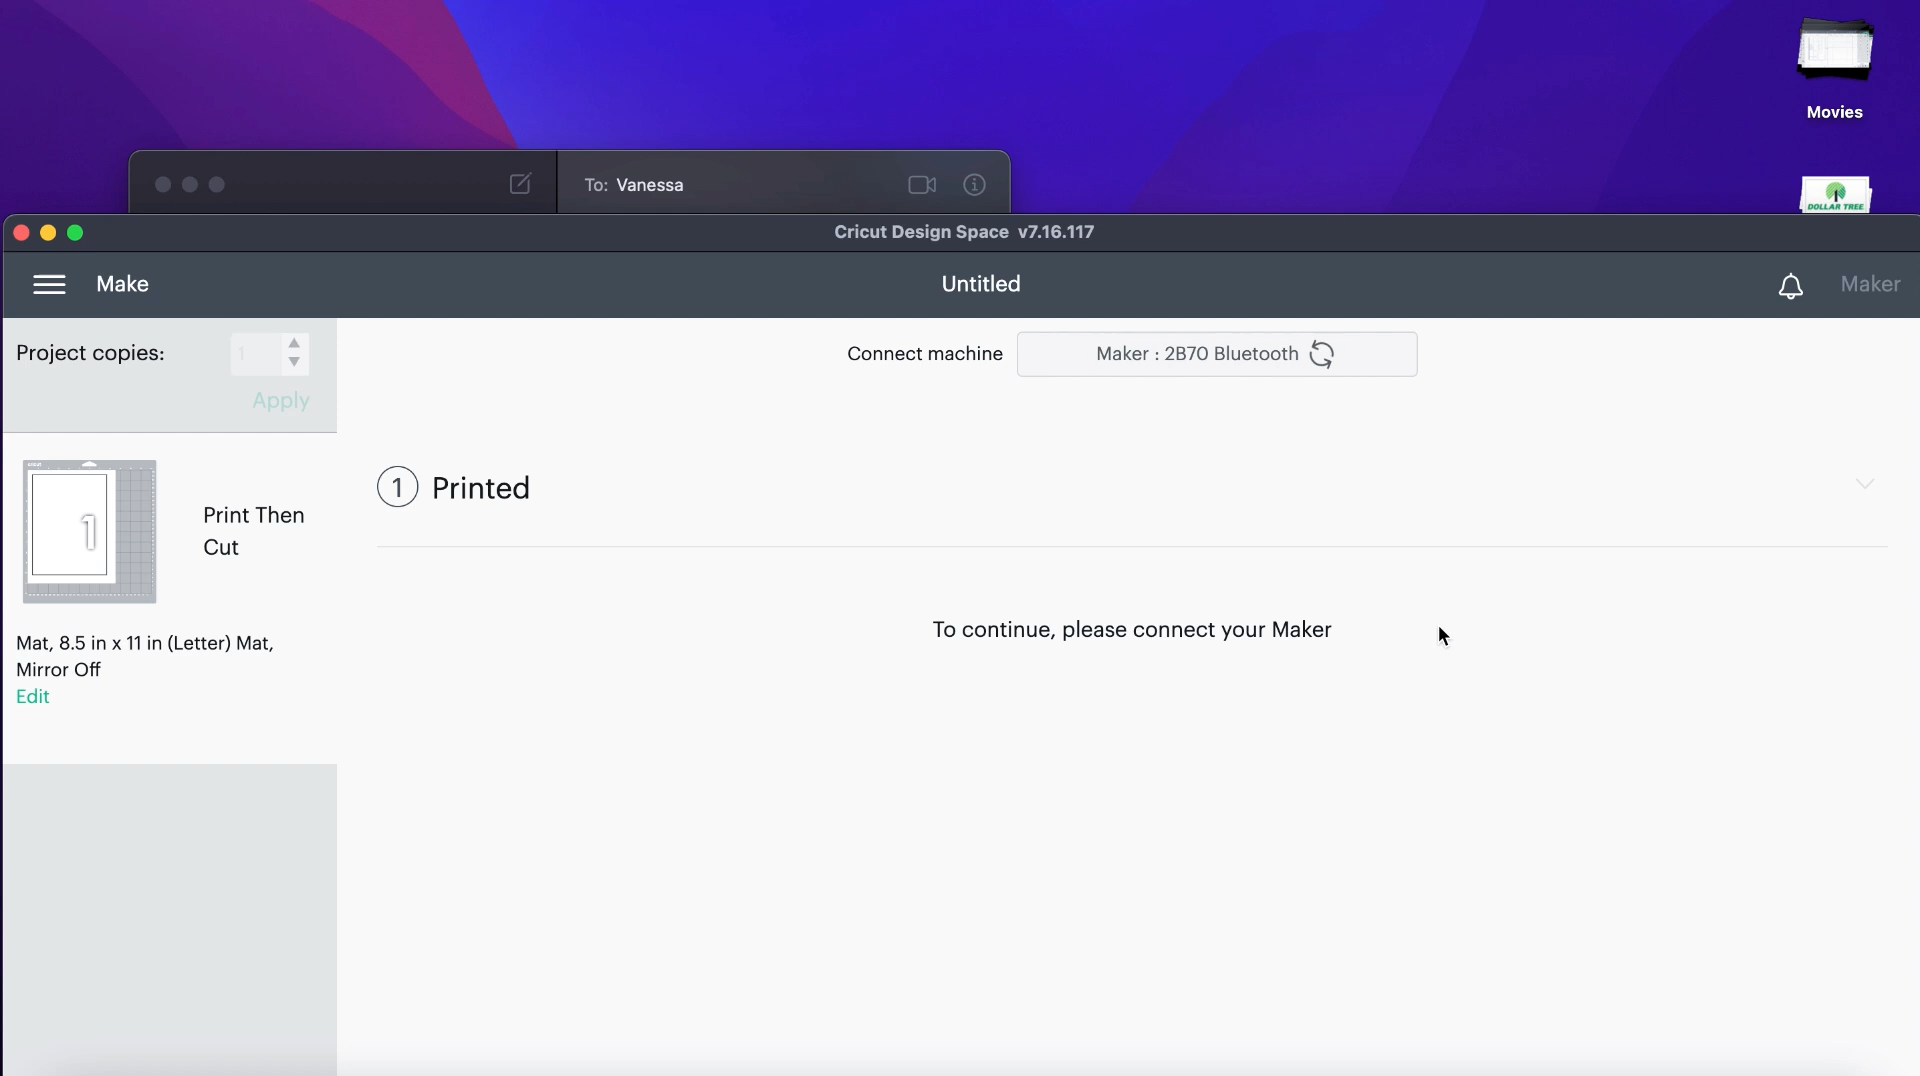 Movies
To: Vanessa
DOLLAR TREE
Cricut Design Space v7.16.117
Make
Untitled
Maker
Project copies:
1
Apply
Connect machine
Maker : 2B70 Bluetooth
1
Print Then
Cut
Mat, 8.5 in x 11 in (Letter) Mat,
Mirror Off
Edit
1 Printed
To continue, please connect your Maker